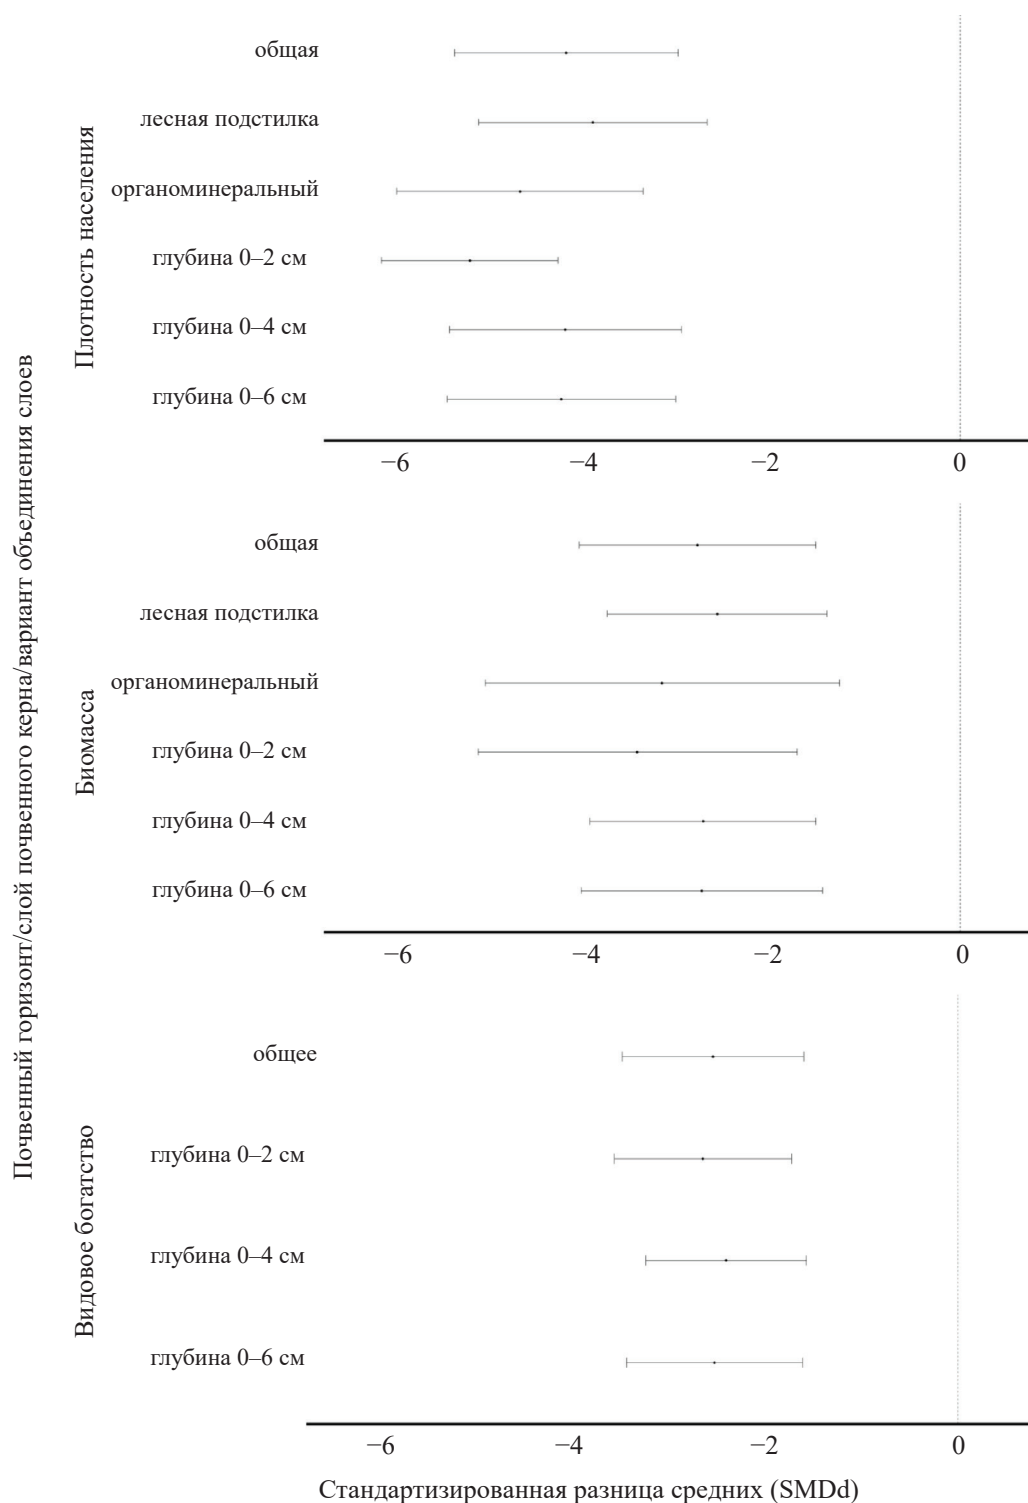 Почвенный горизонт/слой почвенного керна/вариант объединения слоев
Плотность населения
общая
лесная подстилка
органоминеральный
глубина 0–2 см
глубина 0–4 см
глубина 0–6 см
−6 −4 −2 0
Биомасса
общая
лесная подстилка
органоминеральный
глубина 0–2 см
глубина 0–4 см
глубина 0–6 см
−6 −4 −2 0
Видовое богатство
общее
глубина 0–2 см
глубина 0–4 см
глубина 0–6 см
−6 −4 −2 0
Стандартизированная разница средних (SMDd)